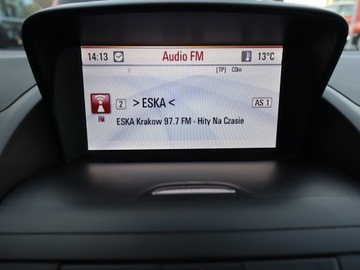 14:13 Audio FM 13°C
[TP] CDin
2 > ESKA < AS 1
FM
ESKA Krakow 97.7 FM - Hity Na Czasie